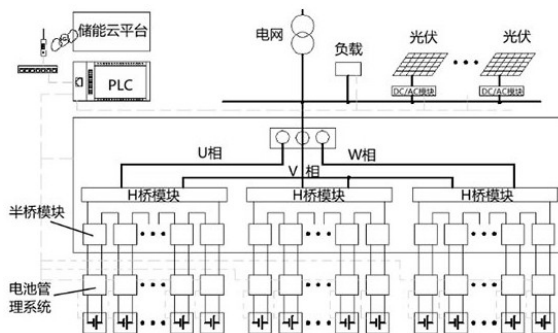 储能云平台
PLC
电网
负载
光伏
光伏
DC/AC模块
DC/AC模块
U相
V相
W相
H桥模块
H桥模块
H桥模块
半桥模块
电池管
理系统